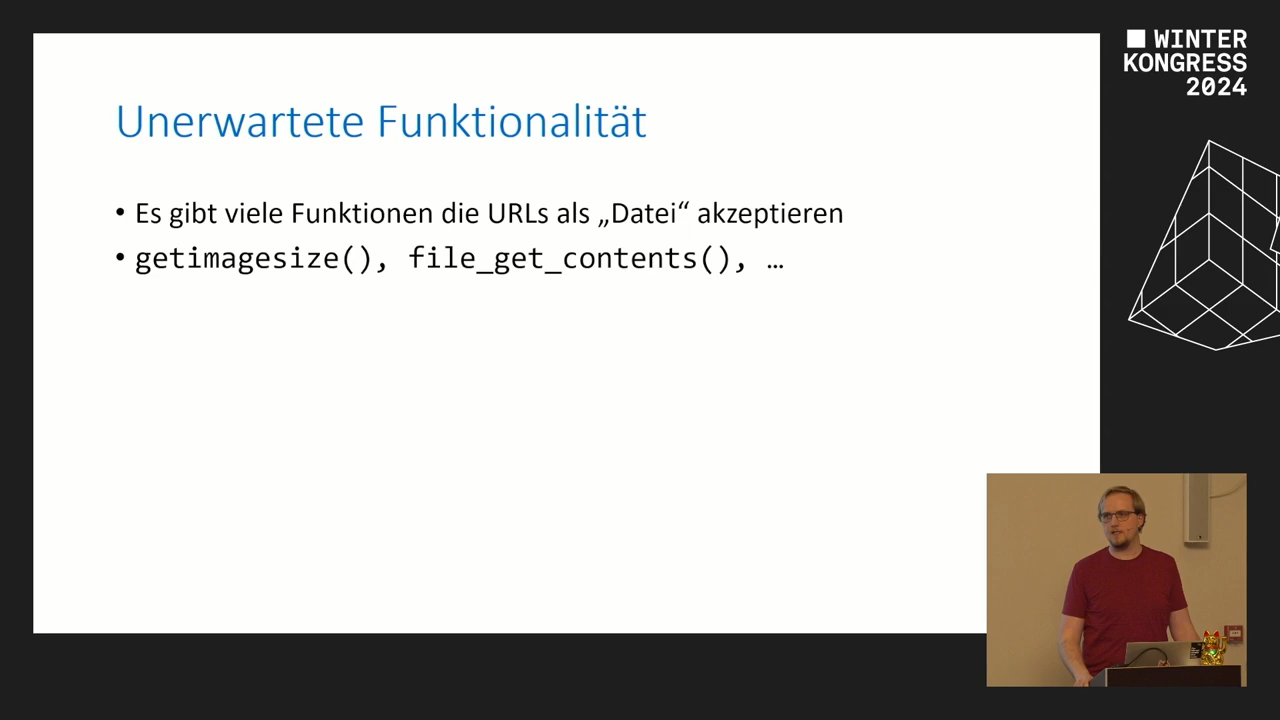 WINTER
KONGRESS
2024
Unerwartete Funktionalität
• Es gibt viele Funktionen die URLs als „Datei“ akzeptieren
• getimagesize(), file_get_contents(), …